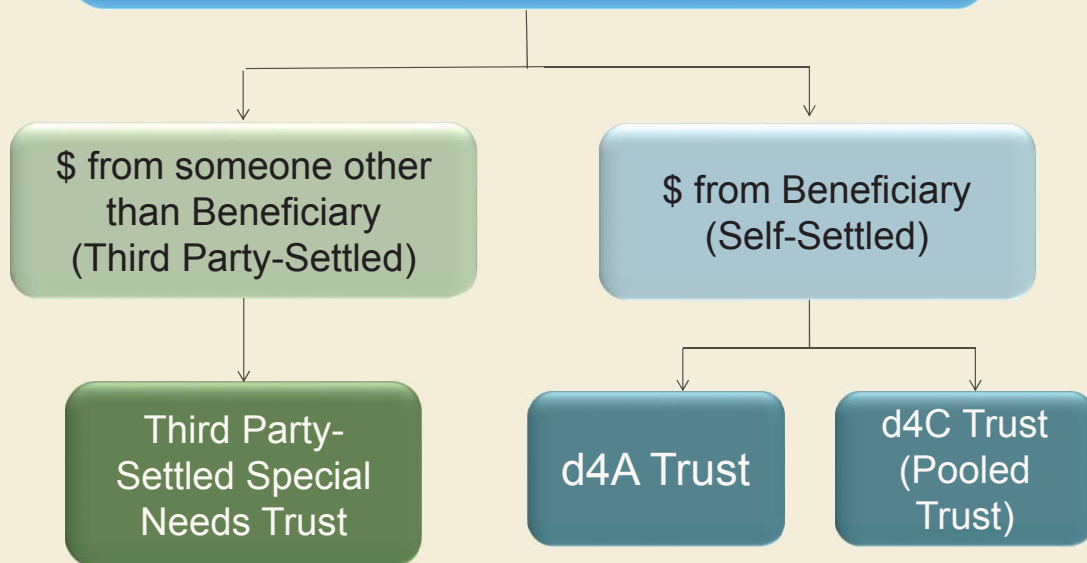 $ from someone other
than Beneficiary
(Third Party-Settled)
$ from Beneficiary
(Self-Settled)
Third Party-
Settled Special
Needs Trust
d4A Trust
d4C Trust
(Pooled
Trust)